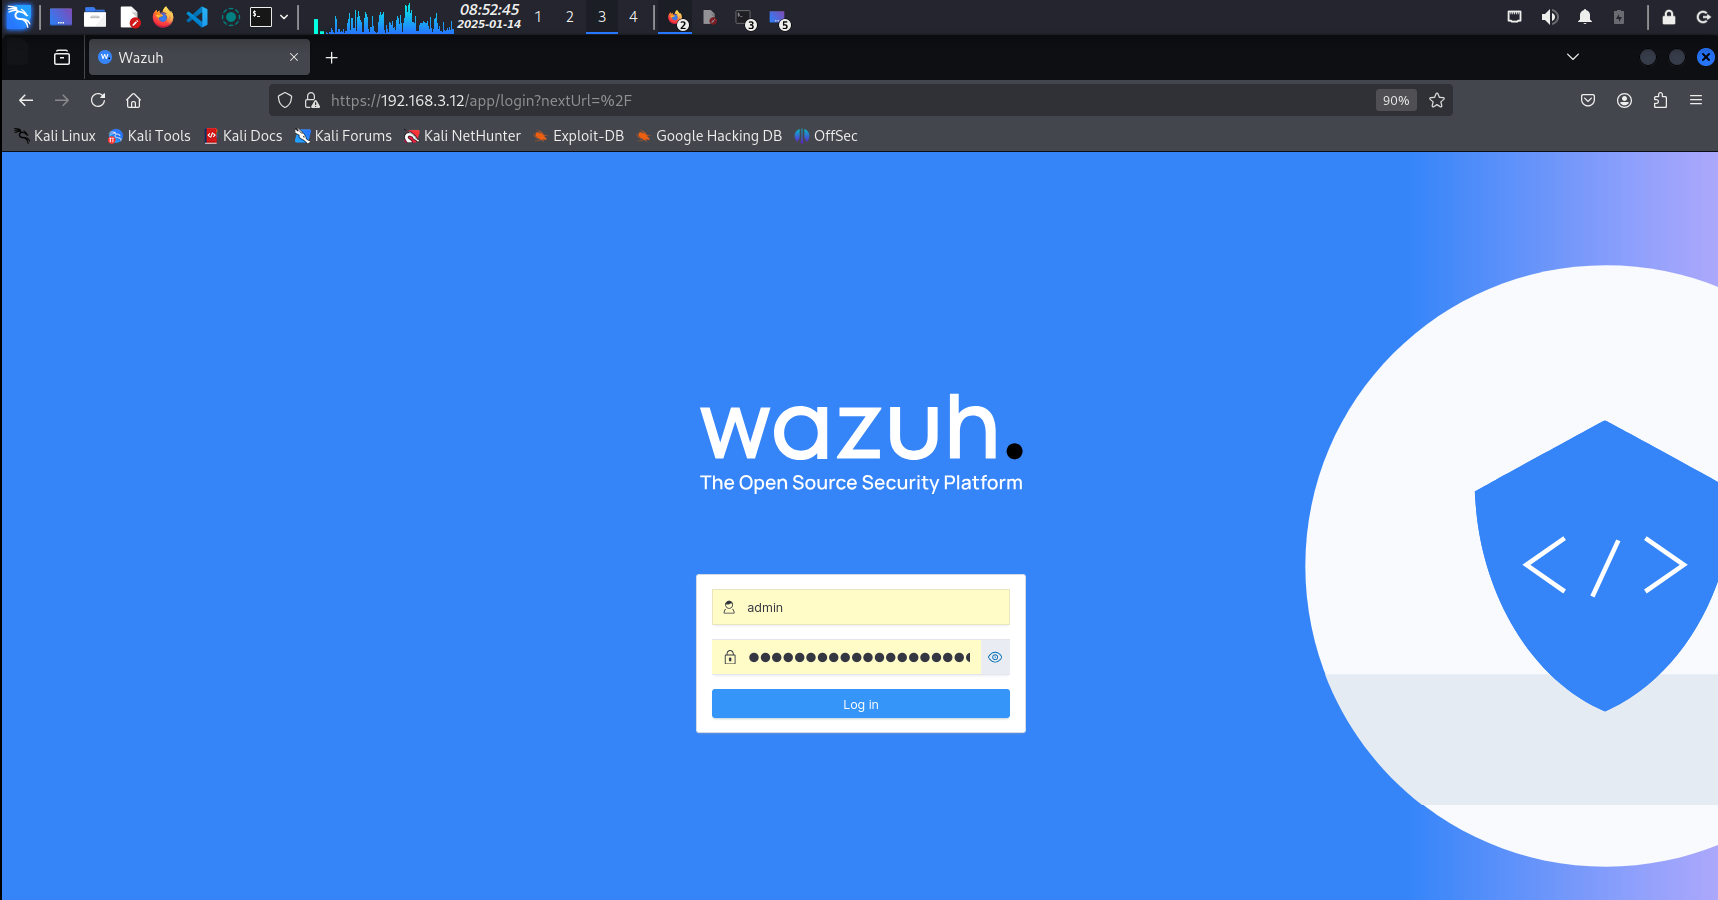 08:52:45
2025-01-14
1 2 3 4
2 3 5
Wazuh
https://192.168.3.12/app/login?nextUrl=%2F
90%
Kali Linux Kali Tools Kali Docs Kali Forums Kali NetHunter Exploit-DB Google Hacking DB OffSec
wazuh.
The Open Source Security Platform
</>
admin
Log in